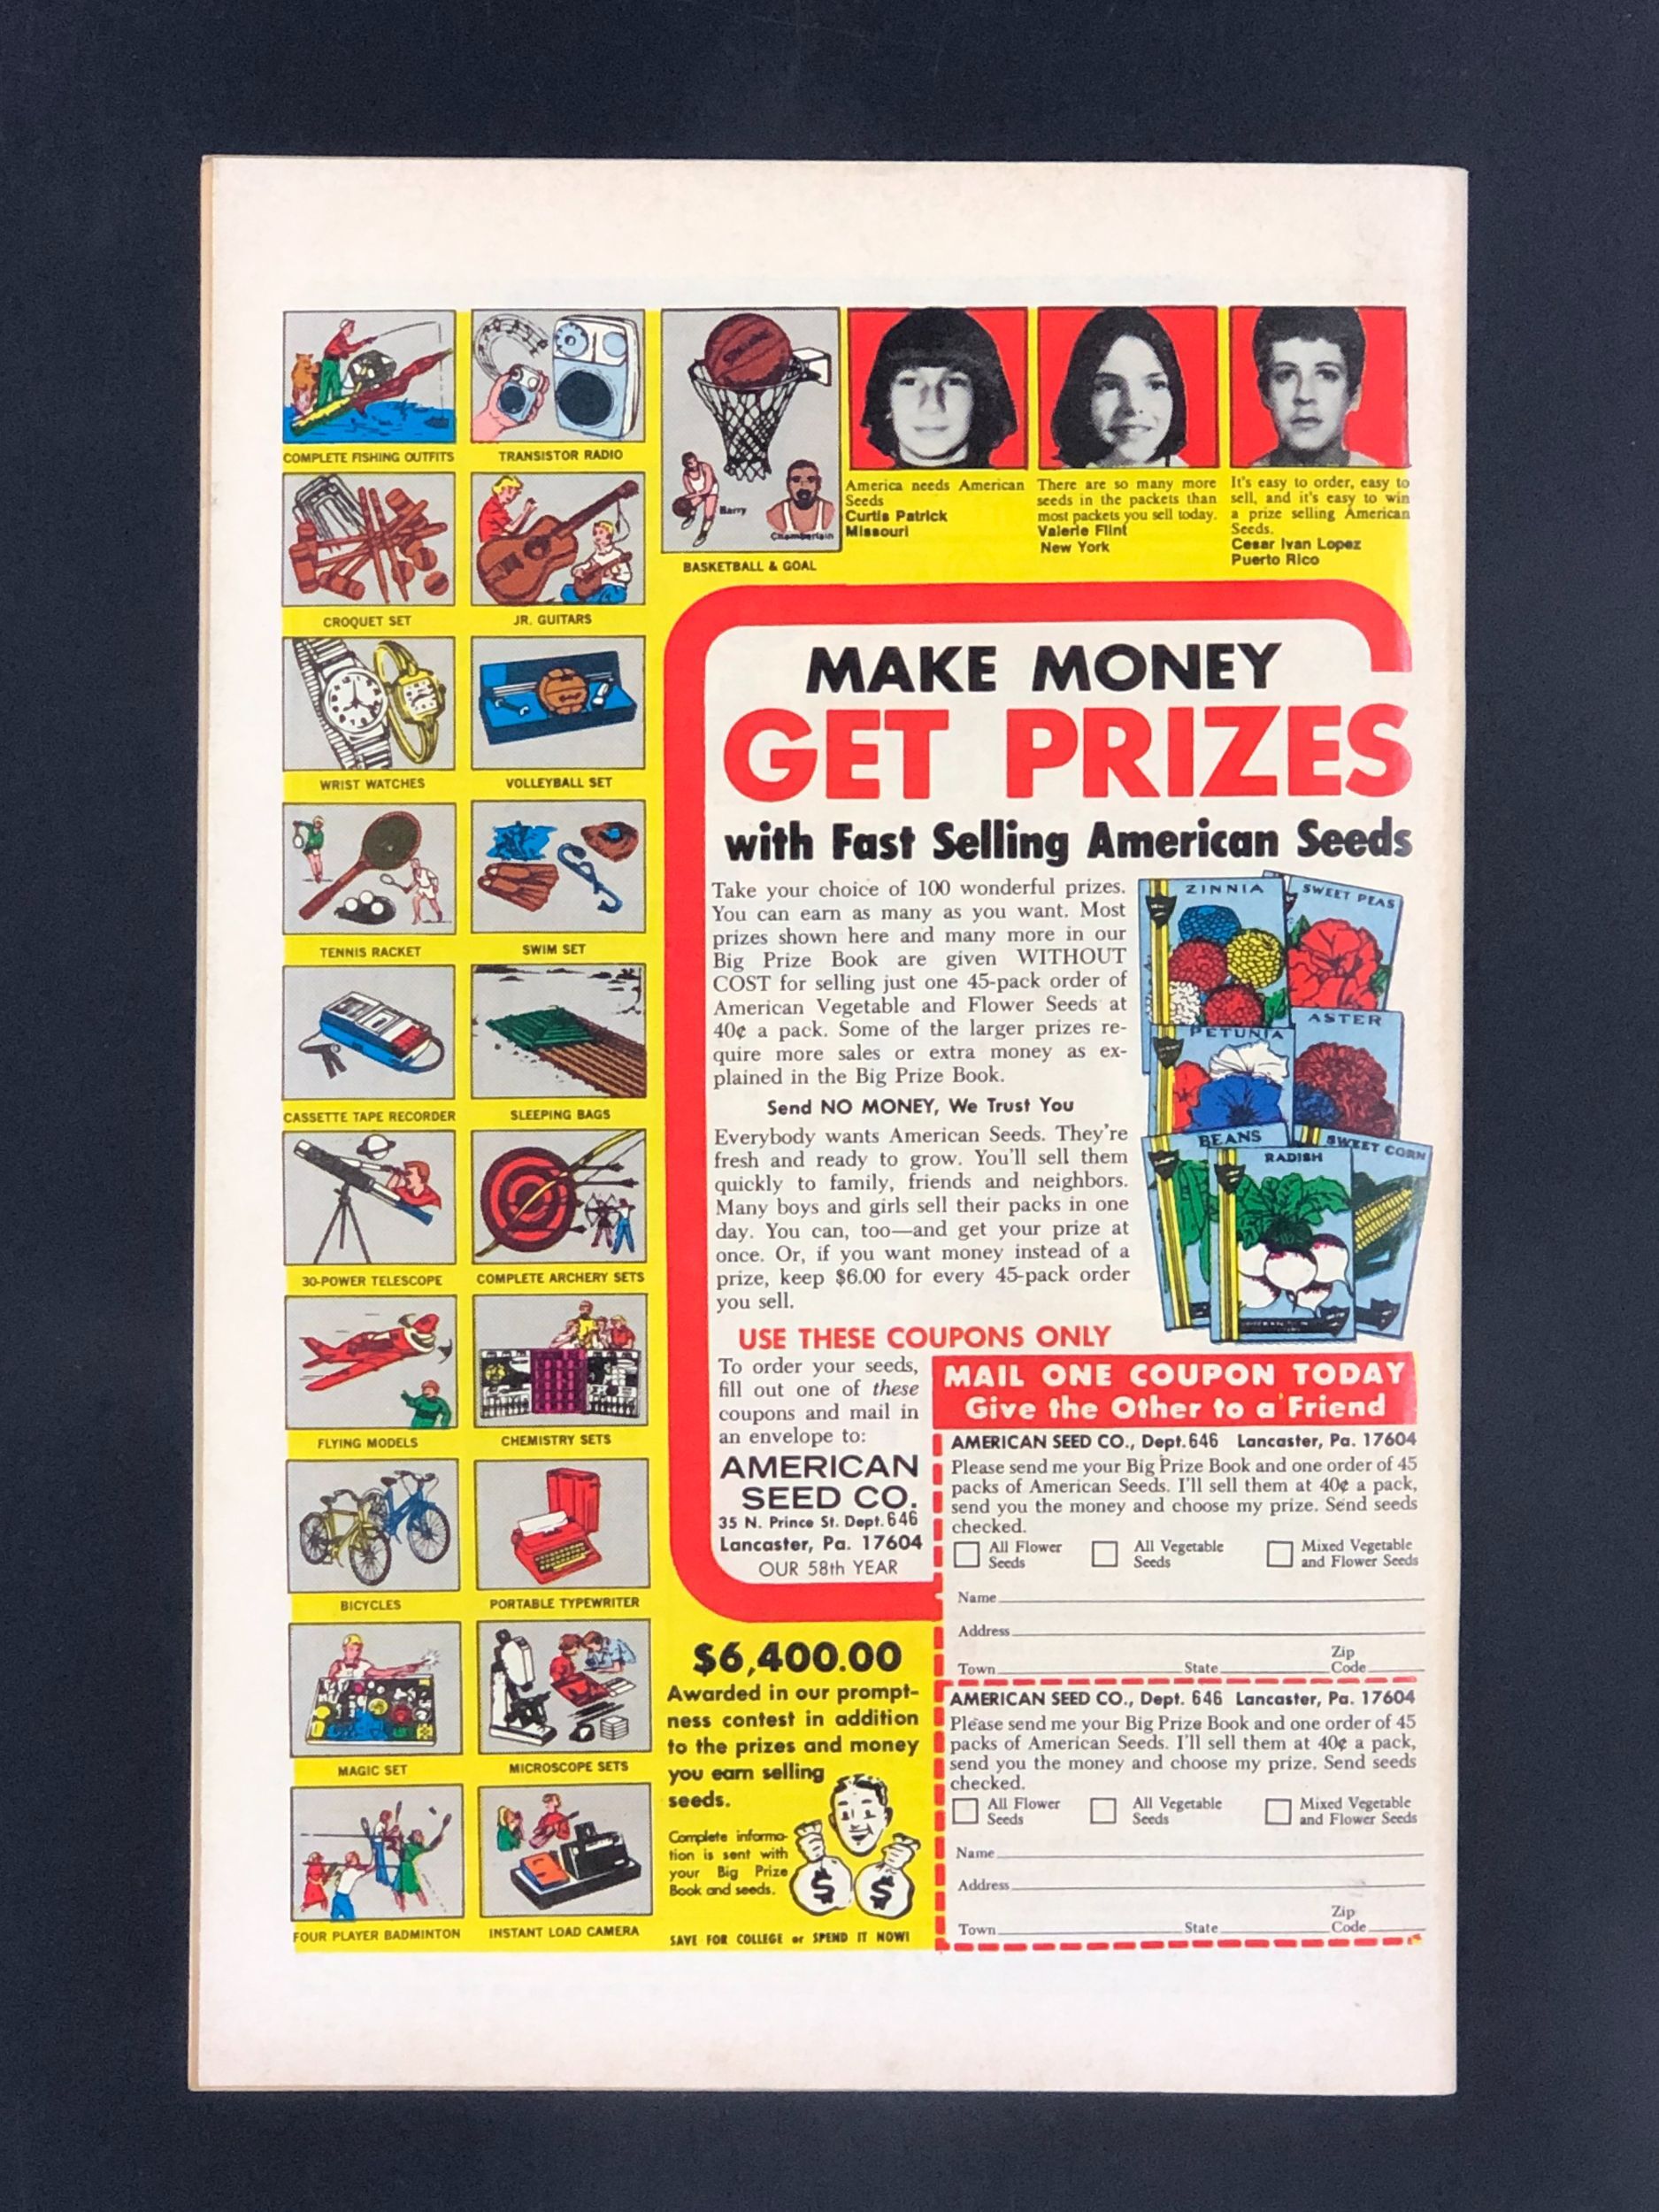 COMPLETE FISHING OUTFITS
TRANSISTOR RADIO
Spalding
Barry
Chamberlain
BASKETBALL & GOAL
CROQUET SET
JR. GUITARS
WRIST WATCHES
VOLLEYBALL SET
TENNIS RACKET
SWIM SET
CASSETTE TAPE RECORDER
SLEEPING BAGS
30-POWER TELESCOPE
COMPLETE ARCHERY SETS
FLYING MODELS
CHEMISTRY SETS
BICYCLES
PORTABLE TYPEWRITER
MAGIC SET
MICROSCOPE SETS
FOUR PLAYER BADMINTON
INSTANT LOAD CAMERA
America needs American
Seeds
Curtis Patrick
Missouri
There are so many more
seeds in the packets than
most packets you sell today.
Valerie Flint
New York
It's easy to order, easy to
sell, and it's easy to win
a prize selling American
Seeds.
Cesar Ivan Lopez
Puerto Rico
MAKE MONEY
GET PRIZES
with Fast Selling American Seeds
Take your choice of 100 wonderful prizes.
You can earn as many as you want. Most
prizes shown here and many more in our
Big Prize Book are given WITHOUT
COST for selling just one 45-pack order of
American Vegetable and Flower Seeds at
40¢ a pack. Some of the larger prizes re-
quire more sales or extra money as ex-
plained in the Big Prize Book.
Send NO MONEY, We Trust You
Everybody wants American Seeds. They're
fresh and ready to grow. You'll sell them
quickly to family, friends and neighbors.
Many boys and girls sell their packs in one
day. You can, too—and get your prize at
once. Or, if you want money instead of a
prize, keep $6.00 for every 45-pack order
you sell.
ZINNIA
SWEET PEAS
PETUNIA
ASTER
BEANS
RADISH
SWEET CORN
USE THESE COUPONS ONLY
To order your seeds,
fill out one of these
coupons and mail in
an envelope to:
AMERICAN
SEED CO.
35 N. Prince St. Dept. 646
Lancaster, Pa. 17604
OUR 58th YEAR
$6,400.00
Awarded in our prompt-
ness contest in addition
to the prizes and money
you earn selling
seeds.
Complete informa-
tion is sent with
your Big Prize
Book and seeds.
$ $
SAVE FOR COLLEGE or SPEND IT NOW!
MAIL ONE COUPON TODAY
Give the Other to a Friend
AMERICAN SEED CO., Dept. 646 Lancaster, Pa. 17604
Please send me your Big Prize Book and one order of 45
packs of American Seeds. I'll sell them at 40¢ a pack,
send you the money and choose my prize. Send seeds
checked.
All Flower Seeds
All Vegetable Seeds
Mixed Vegetable and Flower Seeds
Name
Address
Town State Zip Code
AMERICAN SEED CO., Dept. 646 Lancaster, Pa. 17604
Please send me your Big Prize Book and one order of 45
packs of American Seeds. I'll sell them at 40¢ a pack,
send you the money and choose my prize. Send seeds
checked.
All Flower Seeds
All Vegetable Seeds
Mixed Vegetable and Flower Seeds
Name
Address
Town State Zip Code